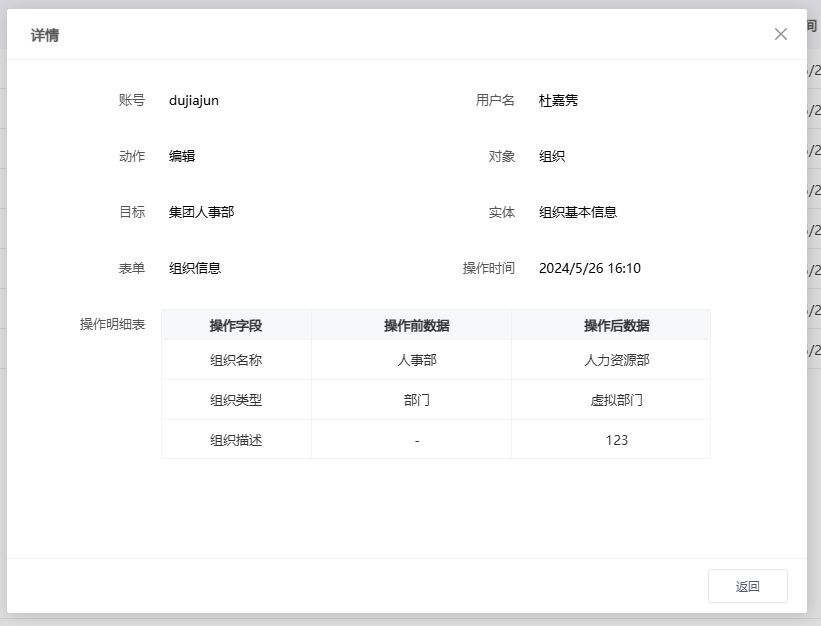 详情
账号 dujiajun 用户名 杜嘉隽
动作 编辑 对象 组织
目标 集团人事部 实体 组织基本信息
表单 组织信息 操作时间 2024/5/26 16:10
操作明细表 操作字段 操作前数据 操作后数据
组织名称 人事部 人力资源部
组织类型 部门 虚拟部门
组织描述 - 123
返回